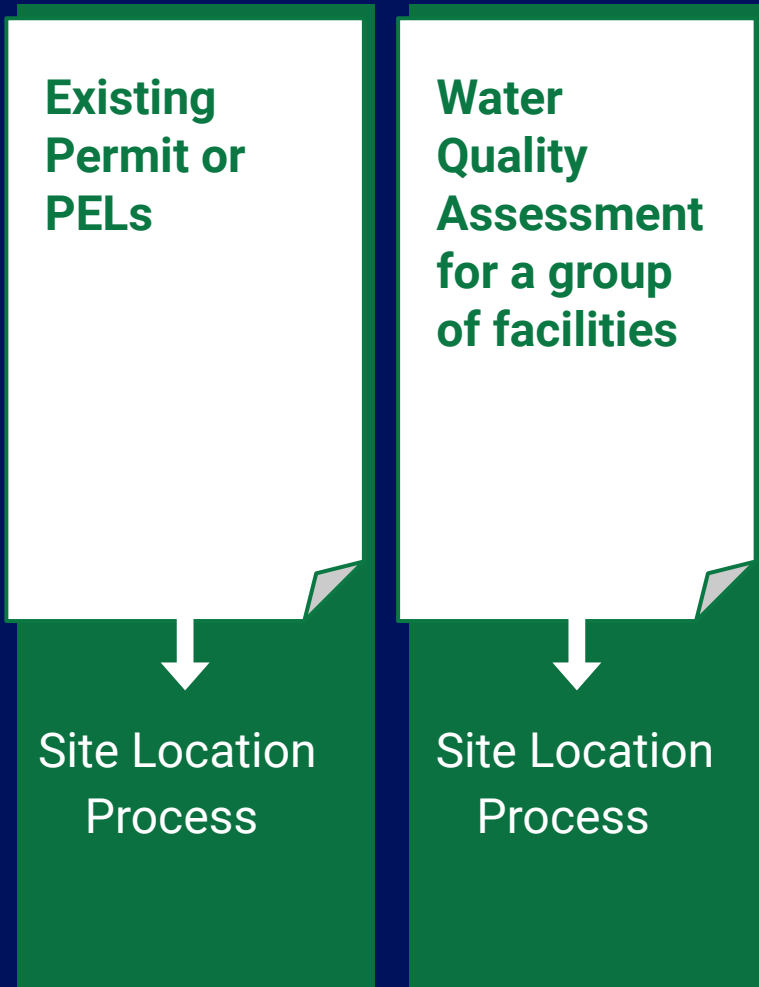 Existing
Permit or
PELs
Site Location
Process
Water
Quality
Assessment
for a group
of facilities
Site Location
Process